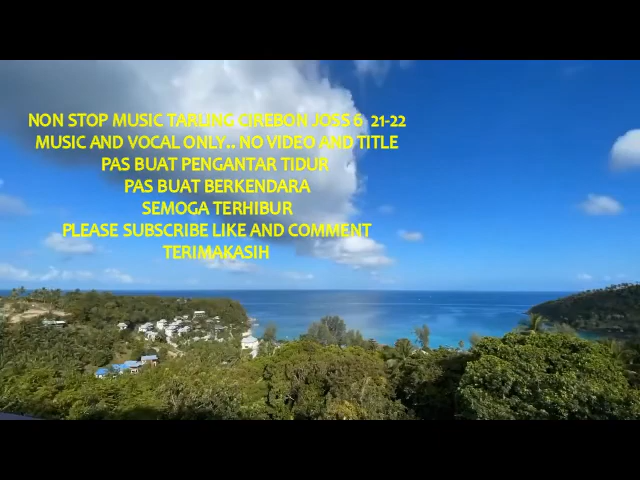 NON STOP MUSIC TARLING CIREBON JOSS 6 21-22
MUSIC AND VOCAL ONLY.. NO VIDEO AND TITLE
PAS BUAT PENGANTAR TIDUR
PAS BUAT BERKENDARA
SEMOGA TERHIBUR
PLEASE SUBSCRIBE LIKE AND COMMENT
TERIMAKASIH